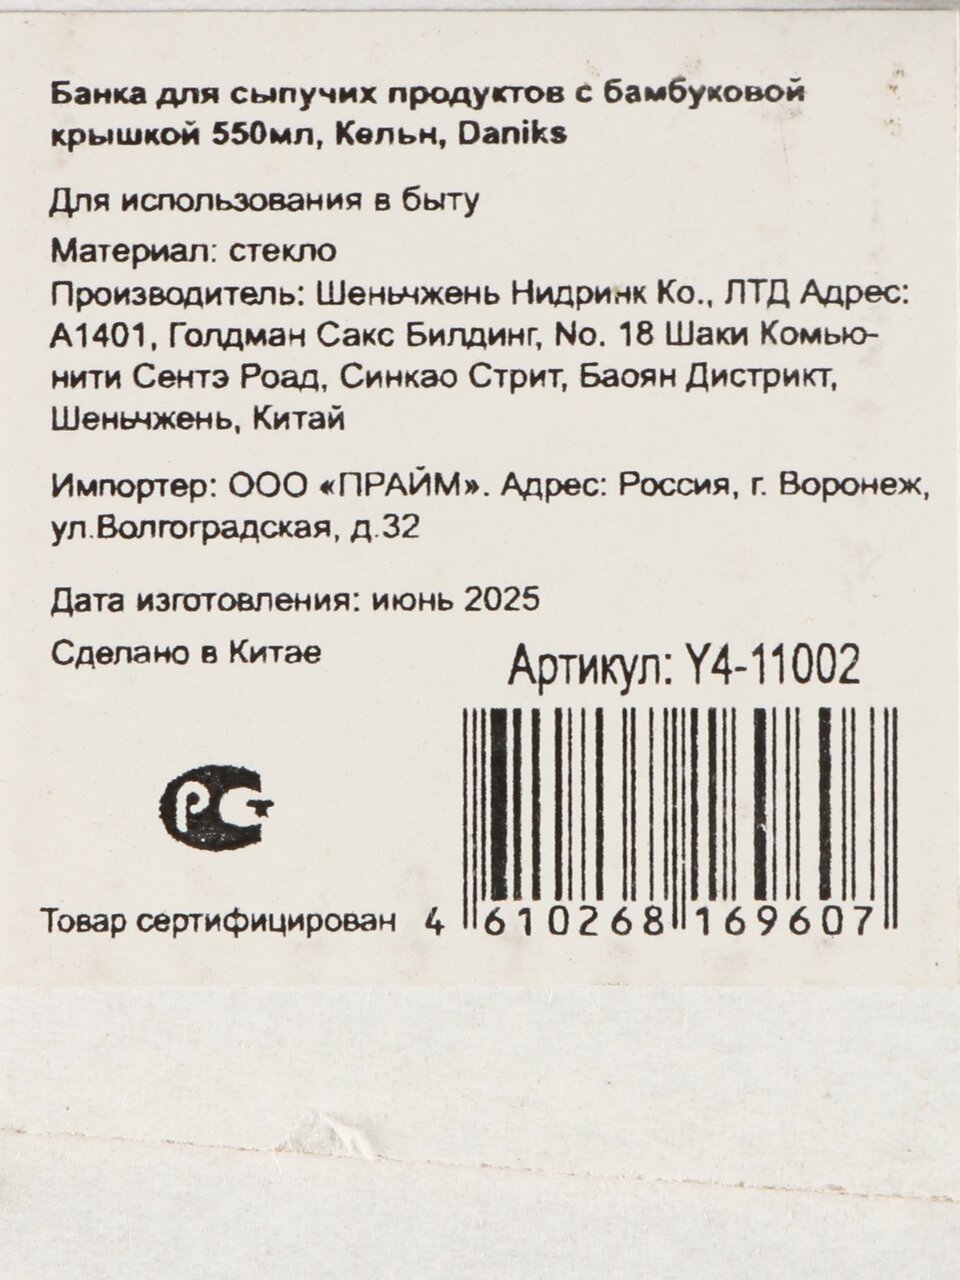 Банка для сыпучих продуктов с бамбуковой
крышкой 550мл, Кельн, Daniks
Для использования в быту
Материал: стекло
Производитель: Шеньчжень Нидринк Ко., ЛТД Адрес:
А1401, Голдман Сакс Билдинг, No. 18 Шаки Комью-
нити Сентэ Роад, Синкао Стрит, Баоян Дистрикт,
Шеньчжень, Китай
Импортер: ООО «ПРАЙМ». Адрес: Россия, г. Воронеж,
ул.Волгоградская, д.32
Дата изготовления: июнь 2025
Сделано в Китае
Артикул: Y4-11002
РСТ
Товар сертифицирован
4 610268 169607